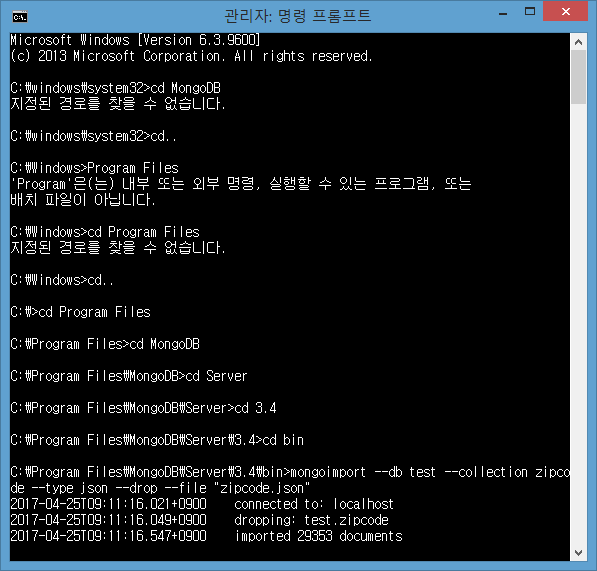 관리자: 명령 프롬프트
Microsoft Windows [Version 6.3.9600]
(c) 2013 Microsoft Corporation. All rights reserved.
C:₩windows₩system32>cd MongoDB
지정된 경로를 찾을 수 없습니다.
C:₩windows₩system32>cd..
C:₩Windows>Program Files
'Program'은(는) 내부 또는 외부 명령, 실행할 수 있는 프로그램, 또는
배치 파일이 아닙니다.
C:₩Windows>cd Program Files
지정된 경로를 찾을 수 없습니다.
C:₩Windows>cd..
C:₩>cd Program Files
C:₩Program Files>cd MongoDB
C:₩Program Files₩MongoDB>cd Server
C:₩Program Files₩MongoDB₩Server>cd 3.4
C:₩Program Files₩MongoDB₩Server₩3.4>cd bin
C:₩Program Files₩MongoDB₩Server₩3.4₩bin>mongoimport --db test --collection zipco
de --type json --drop --file "zipcode.json"
2017-04-25T09:11:16.021+0900    connected to: localhost
2017-04-25T09:11:16.049+0900    dropping: test.zipcode
2017-04-25T09:11:16.547+0900    imported 29353 documents